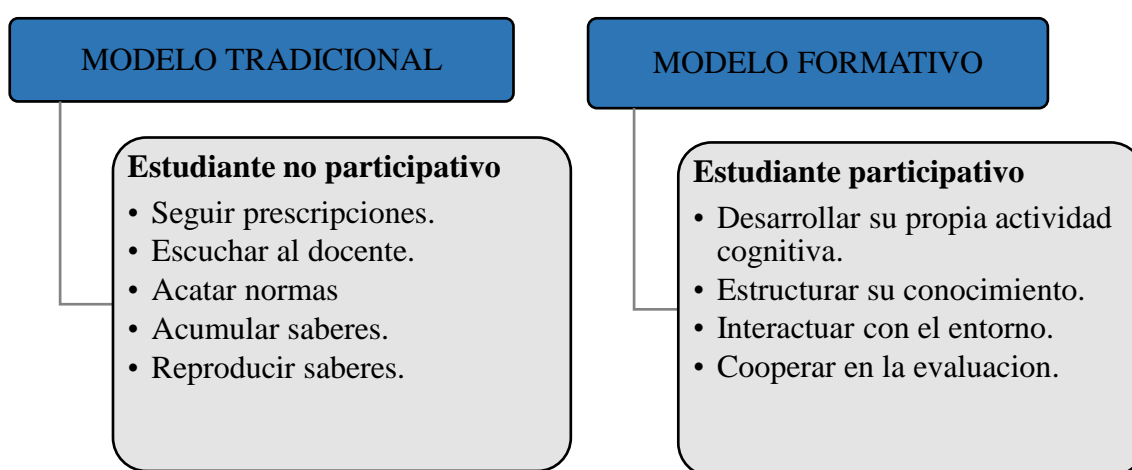 MODELO TRADICIONAL
Estudiante no participativo
• Seguir prescripciones.
• Escuchar al docente.
• Acatar normas
• Acumular saberes.
• Reproducir saberes.
MODELO FORMATIVO
Estudiante participativo
• Desarrollar su propia actividad
cognitiva.
• Estructurar su conocimiento.
• Interactuar con el entorno.
• Cooperar en la evaluacion.